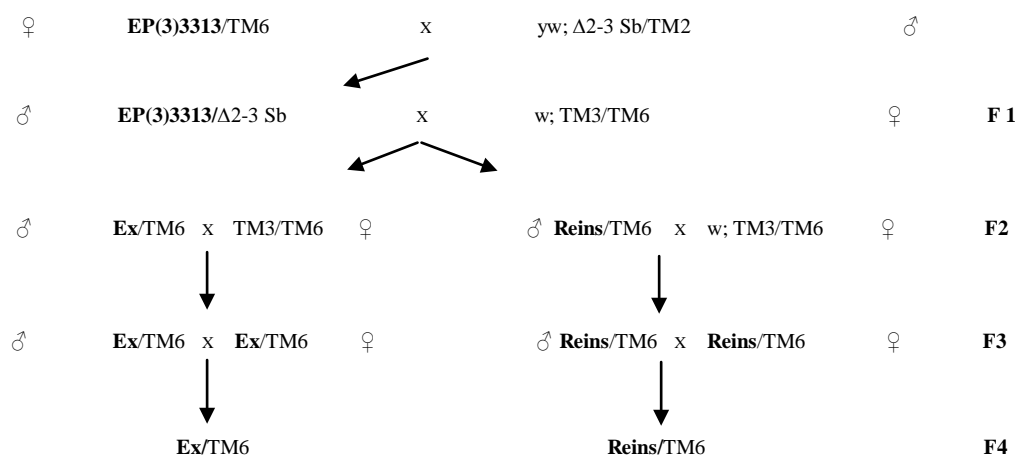 ♀ EP(3)3313/TM6 x yw; Δ2-3 Sb/TM2 ♂
♂ EP(3)3313/Δ2-3 Sb x w; TM3/TM6 ♀ F 1
♂ Ex/TM6 x TM3/TM6 ♀ ♂ Reins/TM6 x w; TM3/TM6 ♀ F2
♂ Ex/TM6 x Ex/TM6 ♀ ♂ Reins/TM6 x Reins/TM6 ♀ F3
Ex/TM6 Reins/TM6 F4